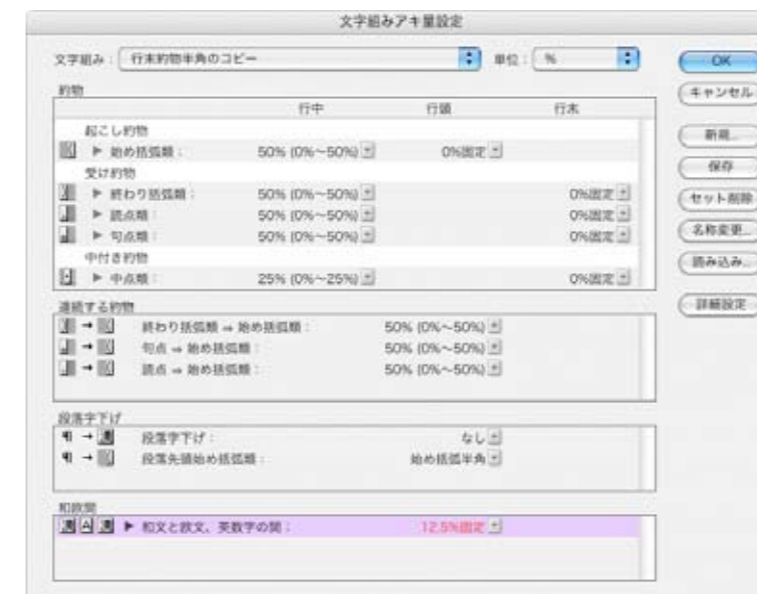 文字組みアキ量設定
文字組み： 行末約物半角のコピー 単位： % OK
キャンセル
約物
行中 行頭 行末
起こし約物
新規...
▶ 始め括弧類： 50% (0%～50%) 0%固定
受け約物
保存
▶ 終わり括弧類： 50% (0%～50%) 0%固定
セット削除
▶ 読点類： 50% (0%～50%) 0%固定
▶ 句点類： 50% (0%～50%) 0%固定
名称変更...
中付き約物
読み込み...
▶ 中点類： 25% (0%～25%) 0%固定
連続する約物
詳細設定
終わり括弧類 → 始め括弧類： 50% (0%～50%)
句点 → 始め括弧類： 50% (0%～50%)
読点 → 始め括弧類： 50% (0%～50%)
段落字下げ
¶ → 段落字下げ： なし
¶ → 段落先頭始め括弧類： 始め括弧半角
和欧間
▶ 和文と欧文、英数字の間： 12.5%固定